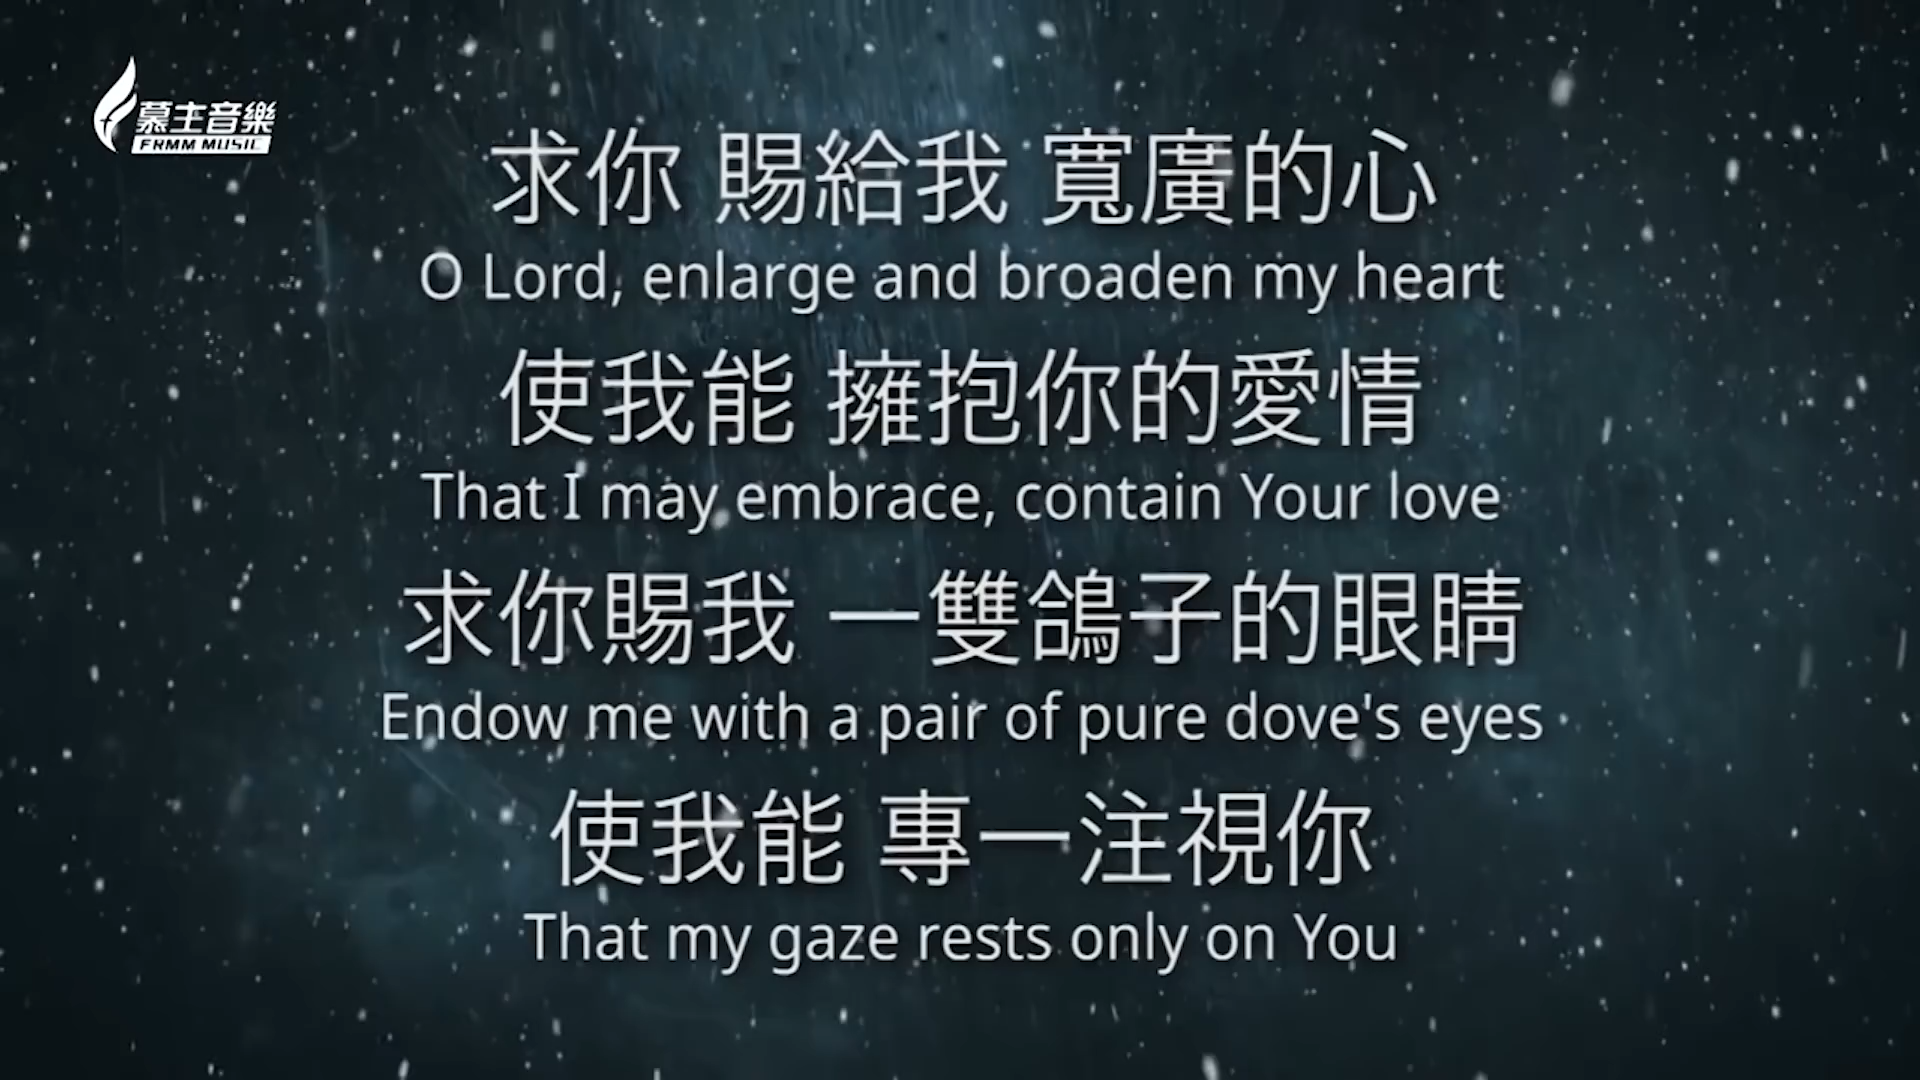 慕主音樂
FRMM MUSIC
求你 賜給我 寬廣的心
O Lord, enlarge and broaden my heart
使我能 擁抱你的愛情
That I may embrace, contain Your love
求你賜我 一雙鴿子的眼睛
Endow me with a pair of pure dove's eyes
使我能 專一注視你
That my gaze rests only on You